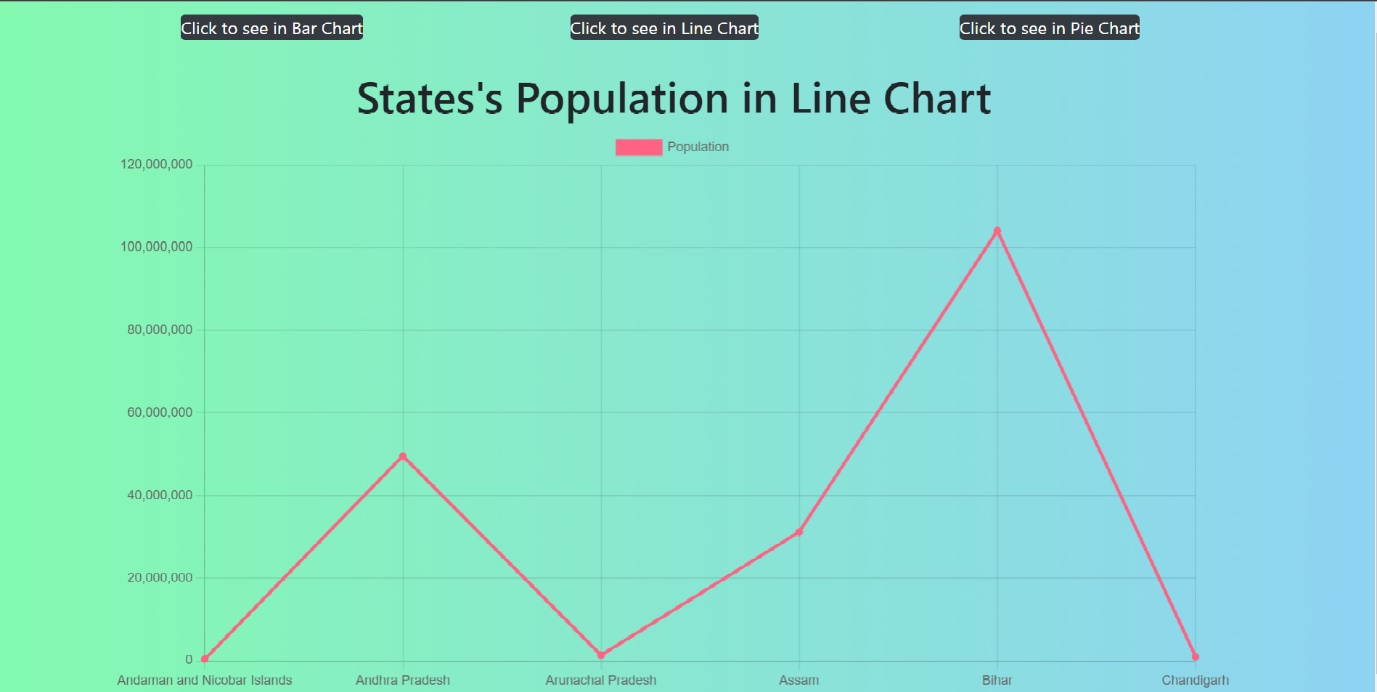 Click to see in Bar Chart
Click to see in Line Chart
Click to see in Pie Chart
States's Population in Line Chart
Population
120,000,000
100,000,000
80,000,000
60,000,000
40,000,000
20,000,000
0
Andaman and Nicobar Islands
Andhra Pradesh
Arunachal Pradesh
Assam
Bihar
Chandigarh